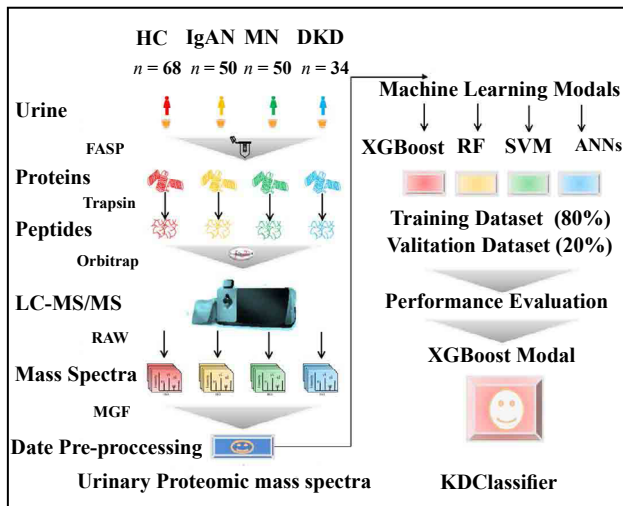 HC IgAN MN DKD
n = 68 n = 50 n = 50 n = 34
Urine
FASP
Proteins
Trapsin
Peptides
Orbitrap
LC-MS/MS
RAW
Mass Spectra
MGF
Date Pre-proccessing
Urinary Proteomic mass spectra
Machine Learning Modals
XGBoost RF SVM ANNs
Training Dataset (80%)
Valitation Dataset (20%)
Performance Evaluation
XGBoost Modal
KDClassifier